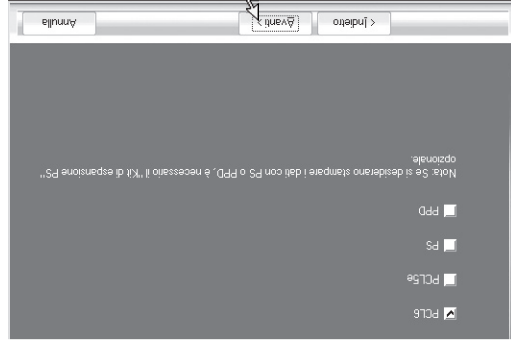 PCL6
PCL5e
PS
PPD
Nota: Se si desiderano stampare i dati con PS o PPD, è necessario il "Kit di espansione PS"
opzionale.
< Indietro
Avanti >
Annulla